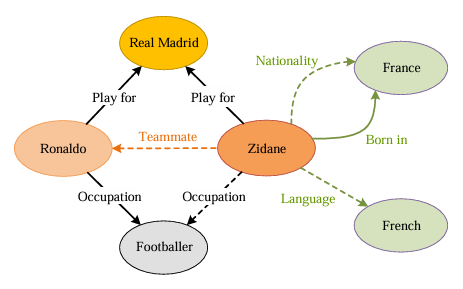 Real Madrid
Nationality
France
Play for
Play for
Teammate
Born in
Ronaldo
Zidane
Occupation
Occupation
Language
Footballer
French